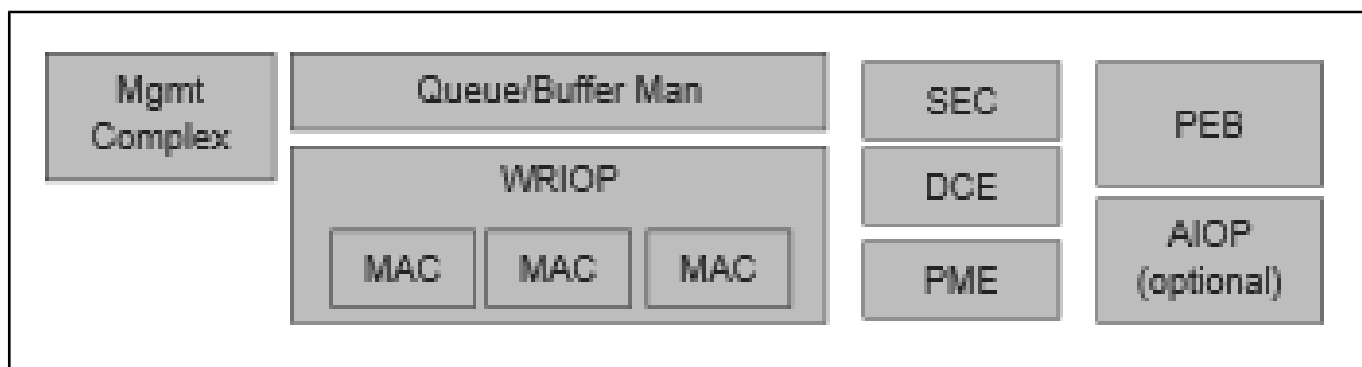 Mgmt
Complex
Queue/Buffer Man
WRIOP
MAC MAC MAC
SEC
DCE
PME
PEB
AIOP
(optional)